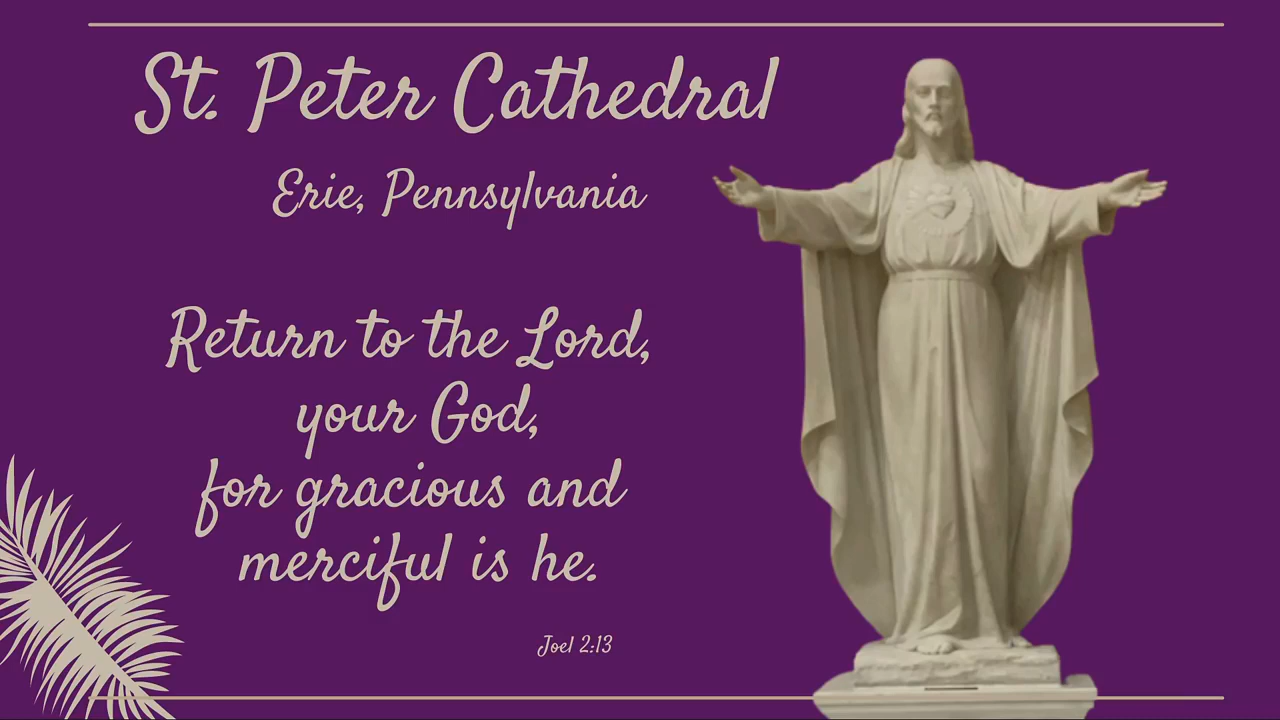 St. Peter Cathedral
Erie, Pennsylvania
Return to the Lord,
your God,
for gracious and
merciful is he.
Joel 2:13